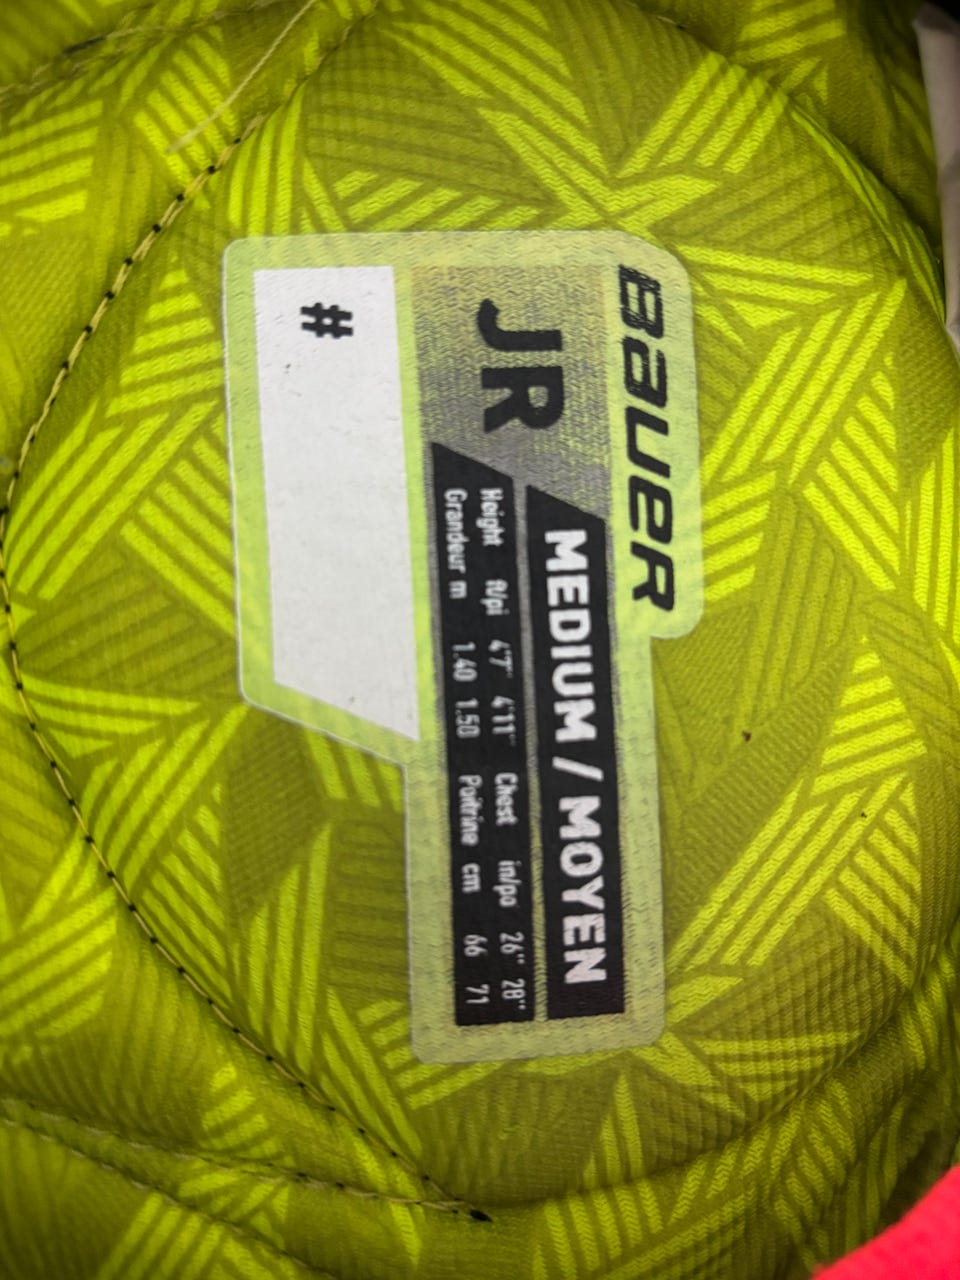 BAUER
JR
MEDIUM / MOYEN
Height ft/pi 4'7" 4'11" Chest in/po 26" 28"
Grandeur m 1.40 1.50 Poitrine cm 66 71
#